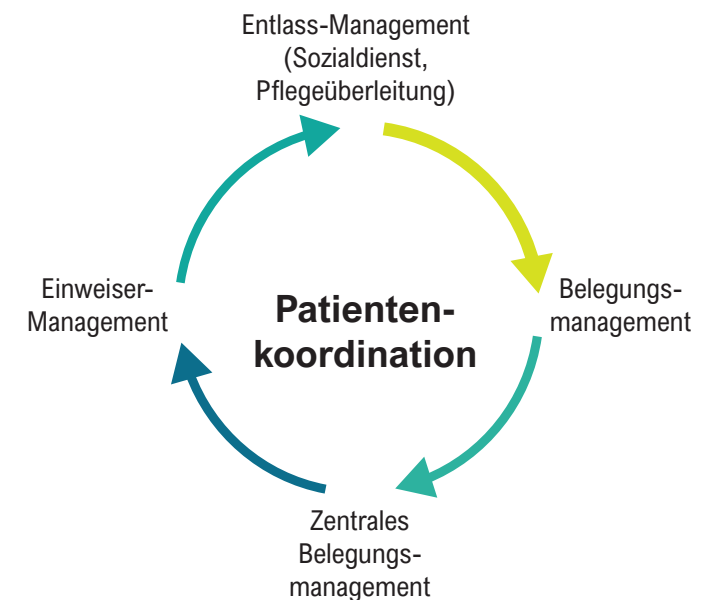 Entlass-Management
(Sozialdienst,
Pflegeüberleitung)
Einweiser-
Management
Patienten-
koordination
Belegungs-
management
Zentrales
Belegungs-
management